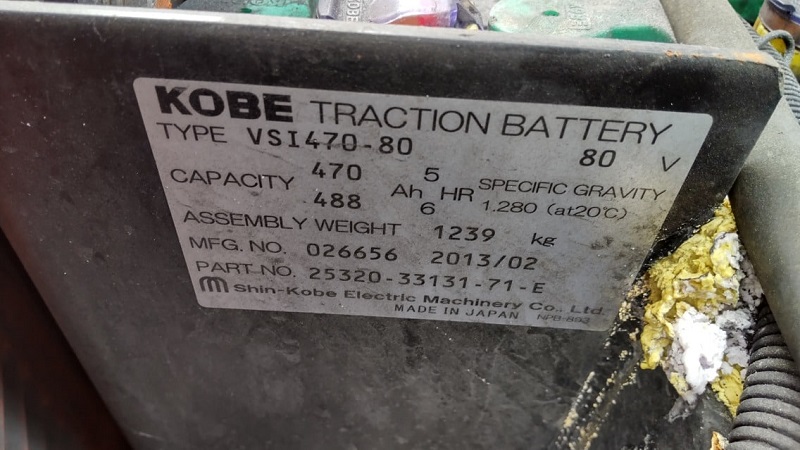 KOBE TRACTION BATTERY
TYPE VSI470-80 80 V
CAPACITY 470 488 Ah 5 6 HR SPECIFIC GRAVITY 1.280 (at20℃)
ASSEMBLY WEIGHT 1239 kg
MFG. NO. 026656 2013/02
PART NO. 25320-33131-71-E
Shin-Kobe Electric Machinery Co., Ltd.
MADE IN JAPAN NPB-893